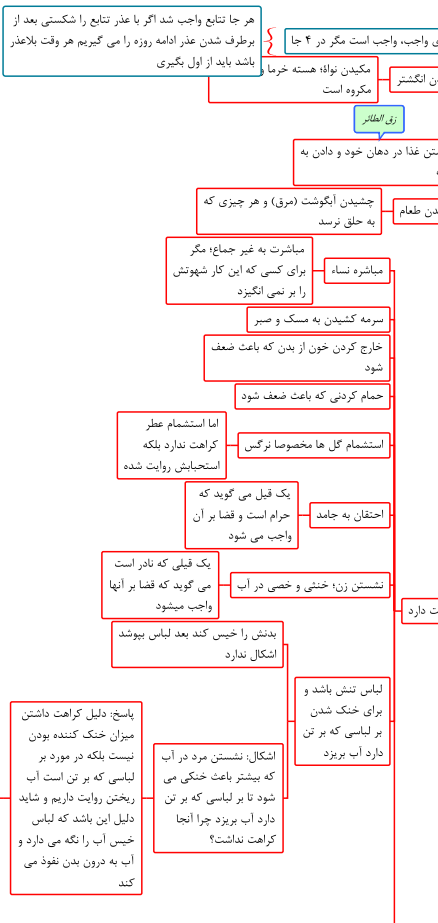 هر جا تتابع واجب شد اگر با عذر تتابع را شکستی بعد از
برطرف شدن عذر ادامه روزه را می گیریم هر وقت بلاعذر
باشد باید از اول بگیری
ی واجب، واجب است مگر در ۴ جا
مکیدن نواة؛ هسته خرما و
مکروه است
ن انگشتر
زق الطائر
تن غذا در دهان خود و دادن به
چشیدن آبگوشت (مرق) و هر چیزی که
به حلق نرسد
دن طعام
مباشره نساء
مباشرت به غیر جماع؛ مگر
برای کسی که این کار شهوتش
را بر نمی انگیزد
سرمه کشیدن به مسک و صبر
خارج کردن خون از بدن که باعث ضعف
شود
حمام کردنی که باعث ضعف شود
استشمام گل ها مخصوصا نرگس
اما استشمام عطر
کراهت ندارد بلکه
استحبابش روایت شده
احتقان به جامد
یک قیل می گوید که
حرام است و قضا بر آن
واجب می شود
نشستن زن؛ خنثی و خصی در آب
یک قیلی که نادر است
می گوید که قضا بر آنها
واجب میشود
ت دارد
لباس تنش باشد و
برای خنک شدن
بر لباسی که بر تن
دارد آب بریزد
بدنش را خیس کند بعد لباس بپوشد
اشکال ندارد
اشکال: نشستن مرد در آب
که بیشتر باعث خنکی می
شود تا بر لباسی که بر تن
دارد آب بریزد چرا آنجا
کراهت نداشت؟
پاسخ: دلیل کراهت داشتن
میزان خنک کننده بودن
نیست بلکه در مورد بر
لباسی که بر تن است آب
ریختن روایت داریم و شاید
دلیل این باشد که لباس
خیس آب را نگه می دارد و
آب به درون بدن نفوذ می
کند